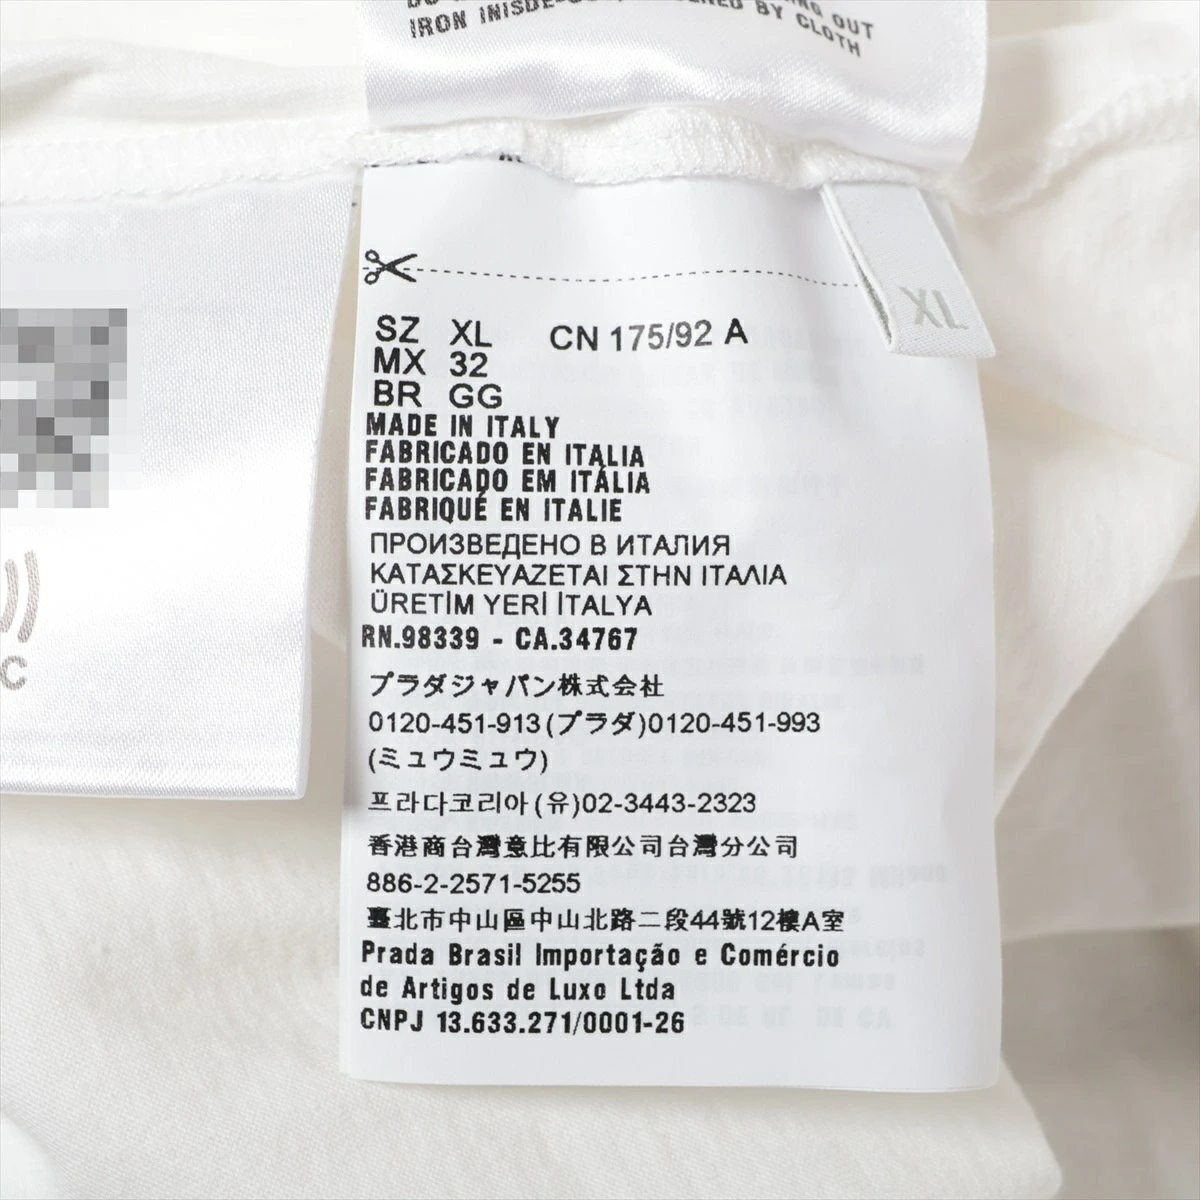 IRON BY CLOTH
OUT
XL
SZ XL CN 175/92 A
MX 32
BR GG
MADE IN ITALY
FABRICADO EN ITALIA
FABRICADO EM ITÁLIA
FABRIQUÉ EN ITALIE
ПРОИЗВЕДЕНО В ИТАЛИЯ
ΚΑΤΑΣΚΕΥΑΖΕΤΑΙ ΣΤΗΝ ΙΤΑΛΙΑ
ÜRETİM YERİ İTALYA
RN.98339 - CA.34767
プラダジャパン株式会社
0120-451-913(プラダ)0120-451-993
(ミュウミュウ)
프라다코리아(유)02-3443-2323
香港商台灣意比有限公司台灣分公司
886-2-2571-5255
臺北市中山區中山北路二段44號12樓A室
Prada Brasil Importação e Comércio
de Artigos de Luxo Ltda
CNPJ 13.633.271/0001-26